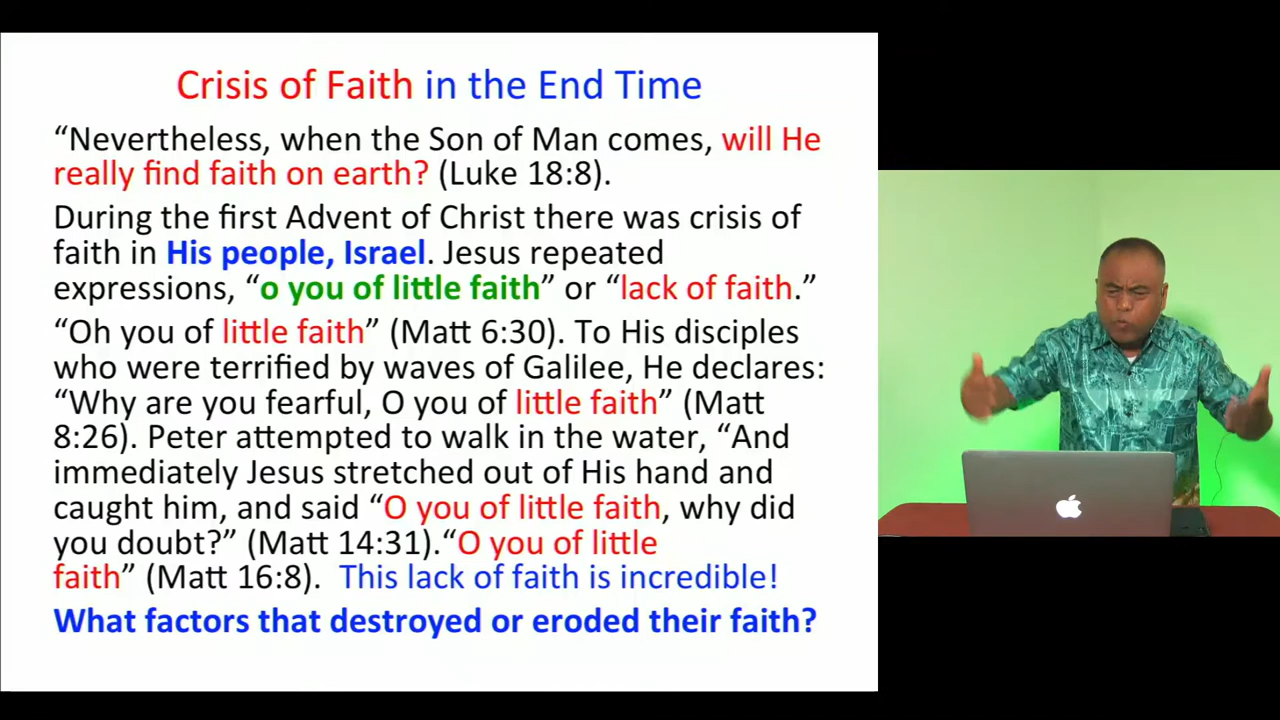 Crisis of Faith in the End Time
“Nevertheless, when the Son of Man comes, will He
really find faith on earth? (Luke 18:8).
During the first Advent of Christ there was crisis of
faith in His people, Israel. Jesus repeated
expressions, “o you of little faith” or “lack of faith.”
“Oh you of little faith” (Matt 6:30). To His disciples
who were terrified by waves of Galilee, He declares:
“Why are you fearful, O you of little faith” (Matt
8:26). Peter attempted to walk in the water, “And
immediately Jesus stretched out of His hand and
caught him, and said “O you of little faith, why did
you doubt?” (Matt 14:31).“O you of little
faith” (Matt 16:8). This lack of faith is incredible!
What factors that destroyed or eroded their faith?